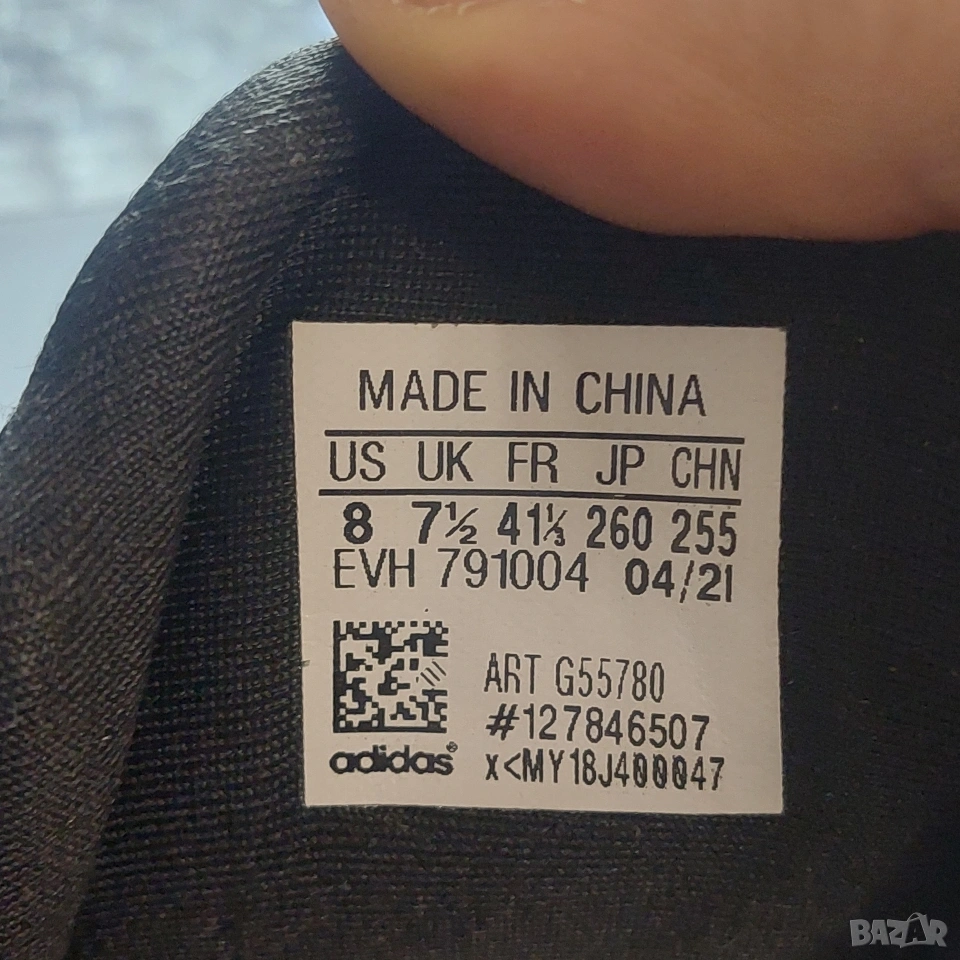 MADE IN CHINA
US UK FR JP CHN
8 7½ 41⅓ 260 255
EVH 791004 04/21
ART G55780
#127846507
adidas® x<MY18J400047
BAZAR